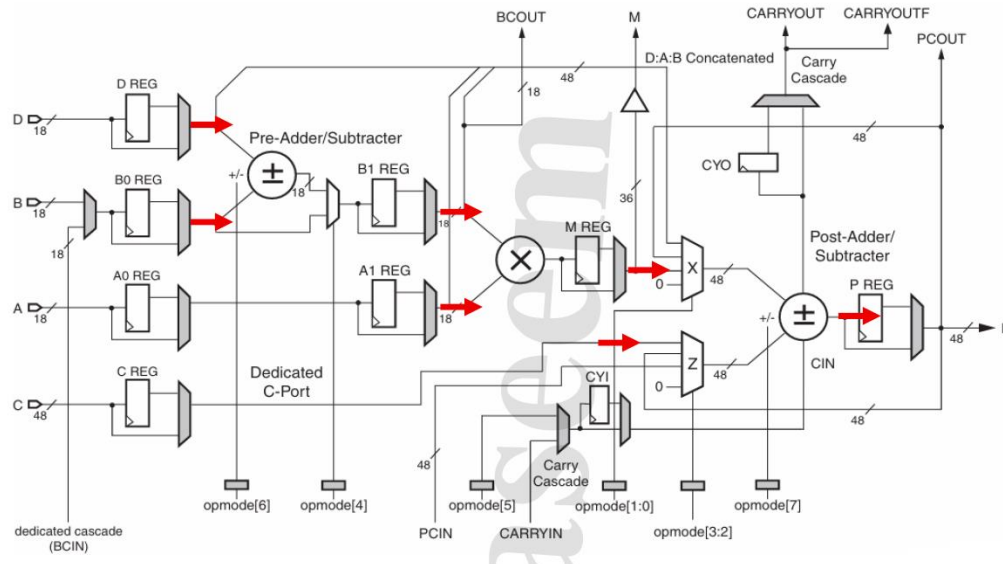 BCOUT
M
CARRYOUT
CARRYOUTF
PCOUT
D:A:B Concatenated
48
Carry
Cascade
D REG
18
D
18
Pre-Adder/Subtracter
48
CYO
+/-
±
B0 REG
18
B1 REG
36
B
18
18
M REG
Post-Adder/
Subtracter
18
×
X
0
48
P REG
A0 REG
A1 REG
A
18
18
+/-
±
48
CIN
C REG
Dedicated
C-Port
CYI
Z
0
48
C
48
48
48
Carry
Cascade
opmode[6]
opmode[4]
opmode[5]
opmode[1:0]
opmode[7]
dedicated cascade
(BCIN)
PCIN
CARRYIN
opmode[3:2]
aseem